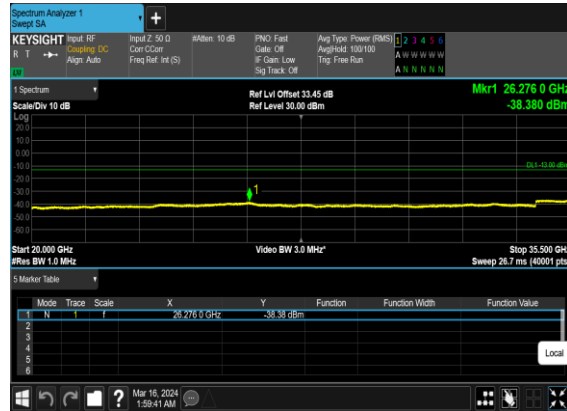 Spectrum Analyzer 1
Swept SA
KEYSIGHT
R T
Input: RF
Coupling: DC
Align: Auto
Input Z: 50 Ω
Corr CCorr
Freq Ref: Int (S)
#Atten: 10 dB
PNO: Fast
Gate: Off
IF Gain: Low
Sig Track: Off
Avg Type: Power (RMS)
Avg|Hold: 100/100
Trig: Free Run
1 2 3 4 5 6
A W W W W W
A N N N N N
1 Spectrum
Scale/Div 10 dB
Log
Ref Lvl Offset 33.45 dB
Ref Level 30.00 dBm
Mkr1 26.276 0 GHz
-38.380 dBm
20.0
10.0
0.00
-10.0
DL1 -13.00 dBm
-20.0
-30.0
1
-40.0
-50.0
-60.0
Start 20.000 GHz
#Res BW 1.0 MHz
Video BW 3.0 MHz*
Stop 35.500 GHz
Sweep 26.7 ms (40001 pts)
5 Marker Table
Mode Trace Scale X Y Function Function Width Function Value
1 N 1 f 26.276 0 GHz -38.38 dBm
2
3
4
5
6
Local
?
Mar 16, 2024
1:59:41 AM